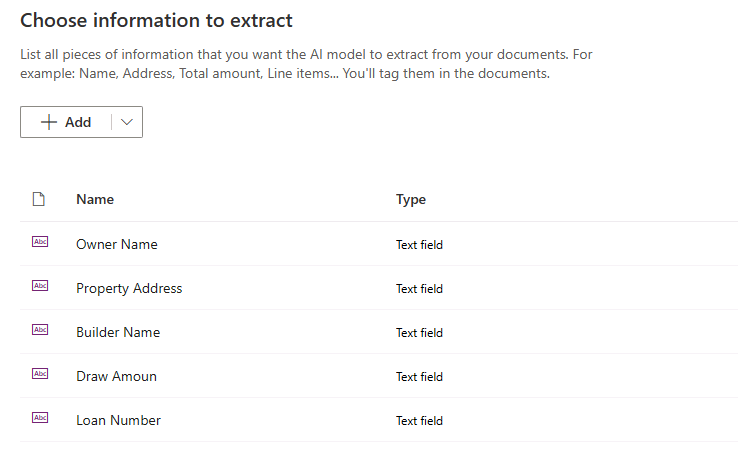 Choose information to extract
List all pieces of information that you want the AI model to extract from your documents. For
example: Name, Address, Total amount, Line items... You'll tag them in the documents.
Add
Name Type
Abc Owner Name Text field
Abc Property Address Text field
Abc Builder Name Text field
Abc Draw Amoun Text field
Abc Loan Number Text field